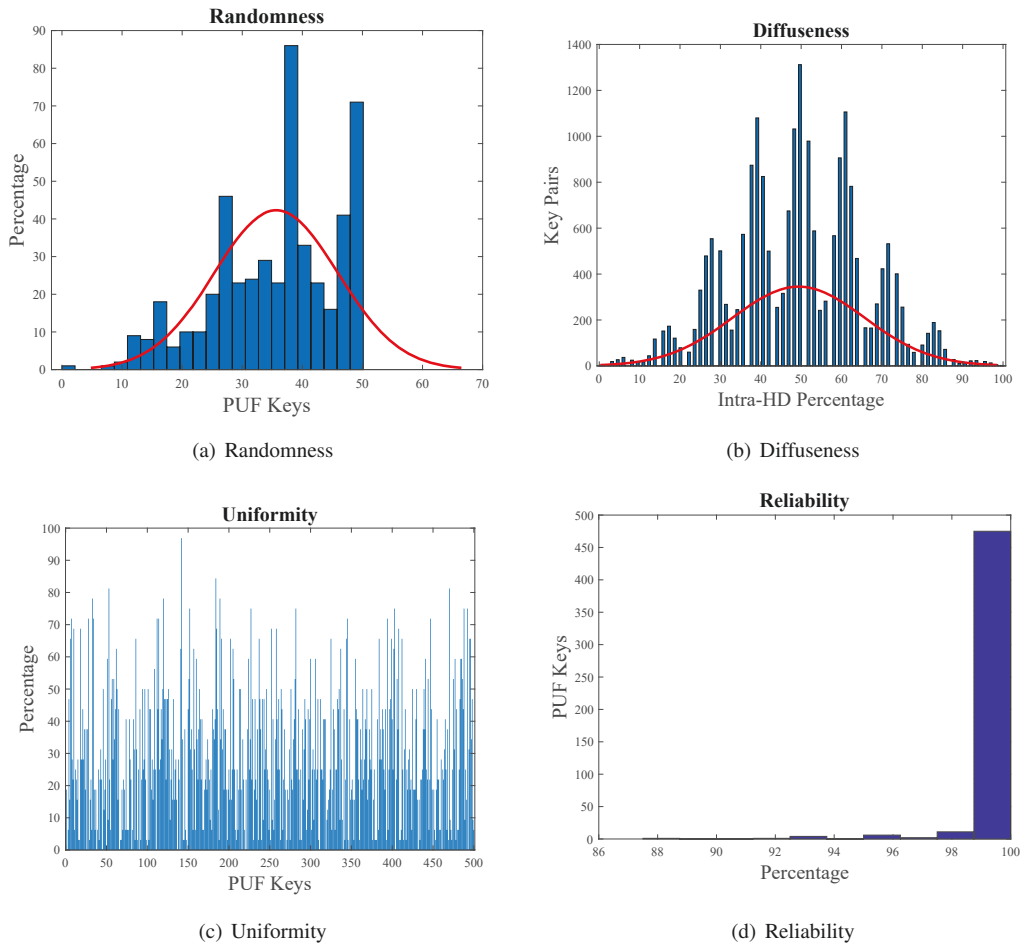 Randomness
90
80
70
60
50
40
30
20
10
0
Percentage
0 10 20 30 40 50 60 70
PUF Keys
(a) Randomness
Diffuseness
1400
1200
1000
800
600
400
200
0
Key Pairs
0 10 20 30 40 50 60 70 80 90 100
Intra-HD Percentage
(b) Diffuseness
Uniformity
100
90
80
70
60
50
40
30
20
10
0
Percentage
0 50 100 150 200 250 300 350 400 450 500
PUF Keys
(c) Uniformity
Reliability
500
450
400
350
300
250
200
150
100
50
0
PUF Keys
86 88 90 92 94 96 98 100
Percentage
(d) Reliability